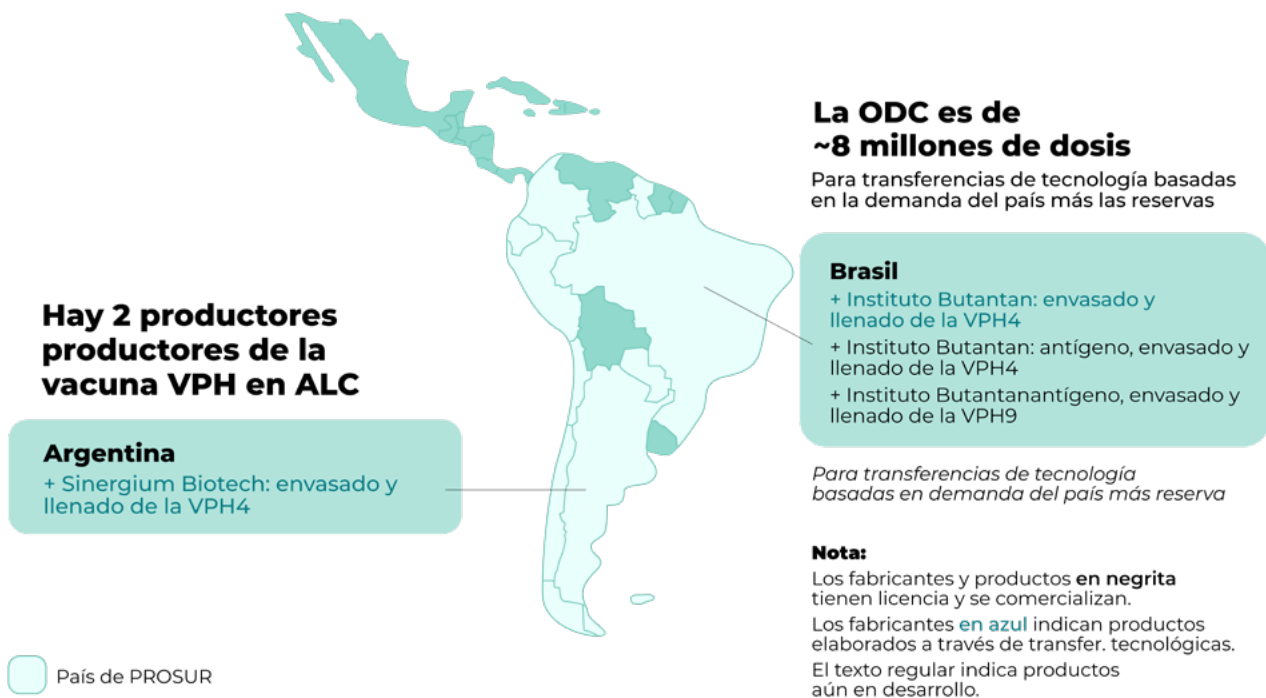 La ODC es de
~8 millones de dosis
Para transferencias de tecnología basadas
en la demanda del país más las reservas
Brasil
+ Instituto Butantan: envasado y
llenado de la VPH4
+ Instituto Butantan: antígeno, envasado y
llenado de la VPH4
+ Instituto Butantanantígeno, envasado y
llenado de la VPH9
Para transferencias de tecnología
basadas en demanda del país más reserva
Hay 2 productores
productores de la
vacuna VPH en ALC
Argentina
+ Sinergium Biotech: envasado y
llenado de la VPH4
Nota:
Los fabricantes y productos en negrita
tienen licencia y se comercializan.
Los fabricantes en azul indican productos
elaborados a través de transfer. tecnológicas.
El texto regular indica productos
aún en desarrollo.
País de PROSUR